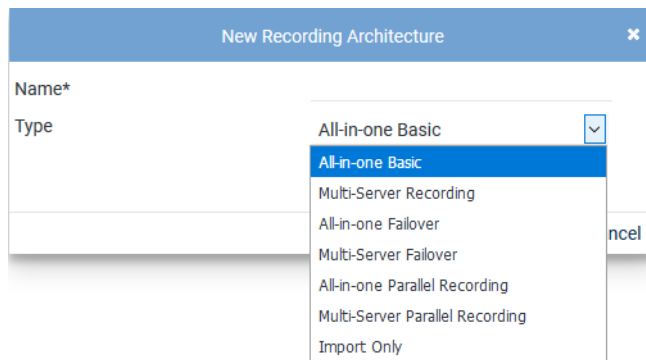 New Recording Architecture
Name*
Type
All-in-one Basic
All-in-one Basic
Multi-Server Recording
All-in-one Failover
ncel
Multi-Server Failover
All-in-one Parallel Recording
Multi-Server Parallel Recording
Import Only